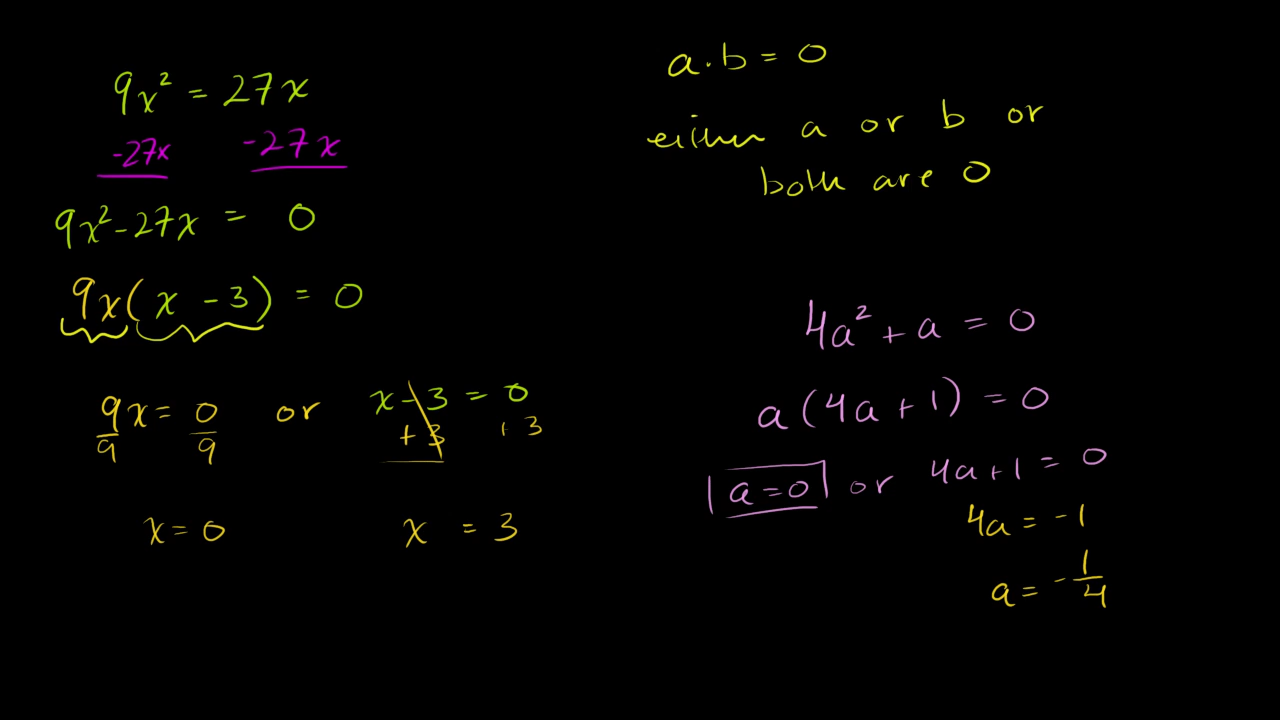 9x² = 27x
-27x -27x
9x² - 27x = 0
9x(x - 3) = 0
9x = 0 or x - 3 = 0
9 9 + 3 + 3
x = 0 x = 3
a · b = 0
either a or b or
both are 0
4a² + a = 0
a(4a + 1) = 0
a = 0 or 4a + 1 = 0
4a = -1
a = -1/4